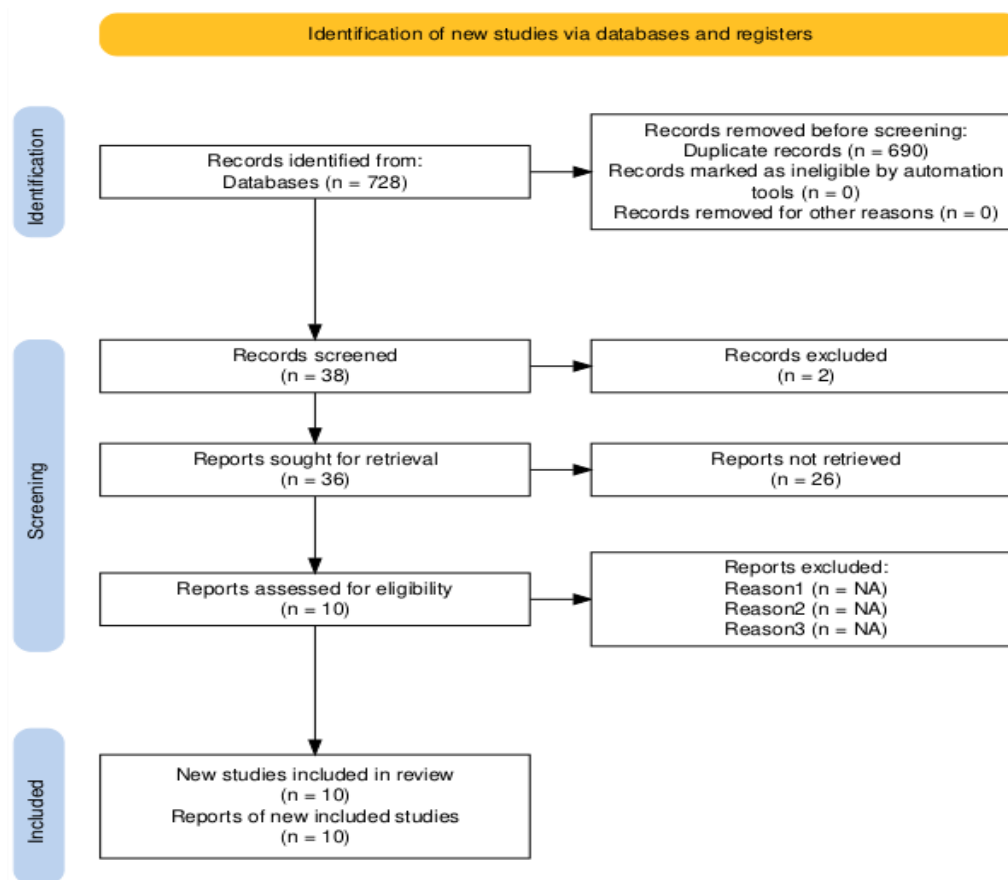 Identification of new studies via databases and registers
Identification
Records identified from:
Databases (n = 728)
Records removed before screening:
Duplicate records (n = 690)
Records marked as ineligible by automation
tools (n = 0)
Records removed for other reasons (n = 0)
Screening
Records screened
(n = 38)
Records excluded
(n = 2)
Reports sought for retrieval
(n = 36)
Reports not retrieved
(n = 26)
Reports assessed for eligibility
(n = 10)
Reports excluded:
Reason1 (n = NA)
Reason2 (n = NA)
Reason3 (n = NA)
Included
New studies included in review
(n = 10)
Reports of new included studies
(n = 10)